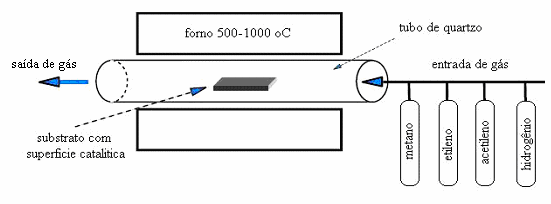 forno 500-1000 oC
tubo de quartzo
saída de gás
entrada de gás
substrato com
superfície catalítica
metano
etileno
acetileno
hidrogênio